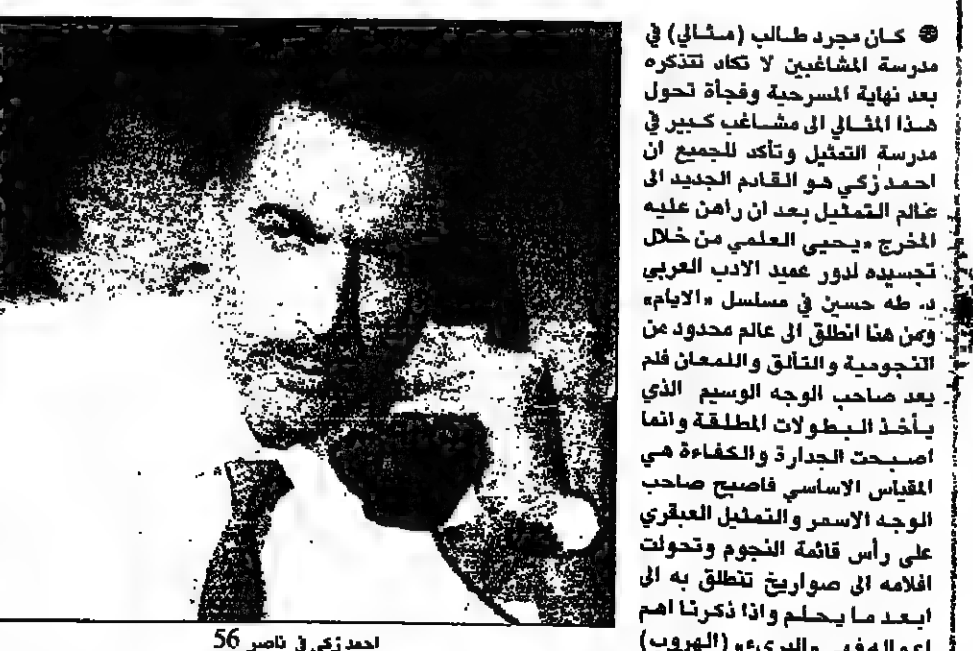 كان مجرد طالب (مثالي) في
مدرسة المشاغبين لا تكاد تتذكره
بعد نهاية المسرحية وفجأة تحول
هذا المثالي الى مشاغب كبير في
مدرسة التمثيل وتأكد للجميع ان
احمد زكي هو القادم الجديد الى
عالم التمثيل بعد ان راهن عليه
المخرج «يحيى العلمي من خلال
تجسيده لدور عميد الادب العربي
د. طه حسين في مسلسل «الايام»
ومن هنا انطلق الى عالم محدود من
النجومية والتألق واللمعان فلم
يعد صاحب الوجه الوسيم الذي
يأخذ البطولات المطلقة وانما
اصبحت الجدارة والكفاءة هي
المقياس الاساسي فاصبح صاحب
الوجه الاسمر والتمثيل العبقري
على رأس قائمة النجوم وتحولت
افلامه الى صواريخ تنطلق به الى
ابعد ما يحلم واذا ذكرنا اهم
اعماله فهي «البريء» (الهروب)
احمد زكي في ناصر 56